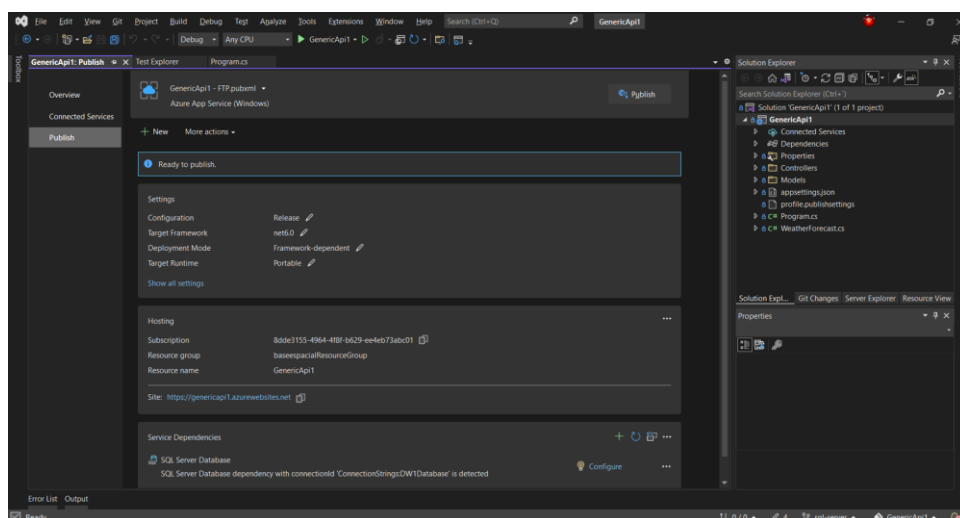 File Edit View Git Project Build Debug Test Analyze Tools Extensions Window Help Search (Ctrl+Q) GenericApi1
Debug Any CPU GenericApi1
Toolbox
GenericApi1: Publish Test Explorer Program.cs
Overview
Connected Services
Publish
GenericApi1 - FTP.pubxml
Azure App Service (Windows)
Publish
New More actions
Ready to publish.
Settings
Configuration Release
Target Framework net6.0
Deployment Mode Framework-dependent
Target Runtime Portable
Show all settings
Hosting
Subscription 8dde3155-4964-4f8f-b629-ee4eb73abc01
Resource group baseespacialResourceGroup
Resource name GenericApi1
Site: https://genericapi1.azurewebsites.net
Service Dependencies
SQL Server Database
SQL Server Database dependency with connectionId 'ConnectionStrings:DW1Database' is detected
Configure
Solution Explorer
Search Solution Explorer (Ctrl+')
Solution 'GenericApi1' (1 of 1 project)
GenericApi1
Connected Services
Dependencies
Properties
Controllers
Models
appsettings.json
profile.publishsettings
C# Program.cs
C# WeatherForecast.cs
Solution Expl... Git Changes Server Explorer Resource View
Properties
Error List Output
Ready 0 / 0 4 sql-server GenericApi1